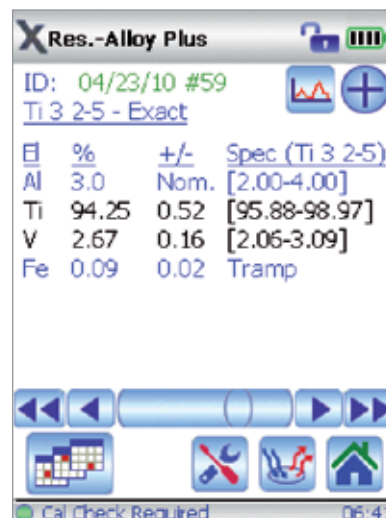 XRes.-Alloy Plus
ID: 04/23/10 #59
Ti 3 2-5 - Exact
El % +/- Spec (Ti 3 2-5)
Al 3.0 Nom. [2.00-4.00]
Ti 94.25 0.52 [95.88-98.97]
V 2.67 0.16 [2.06-3.09]
Fe 0.09 0.02 Tramp
Cal Check Required